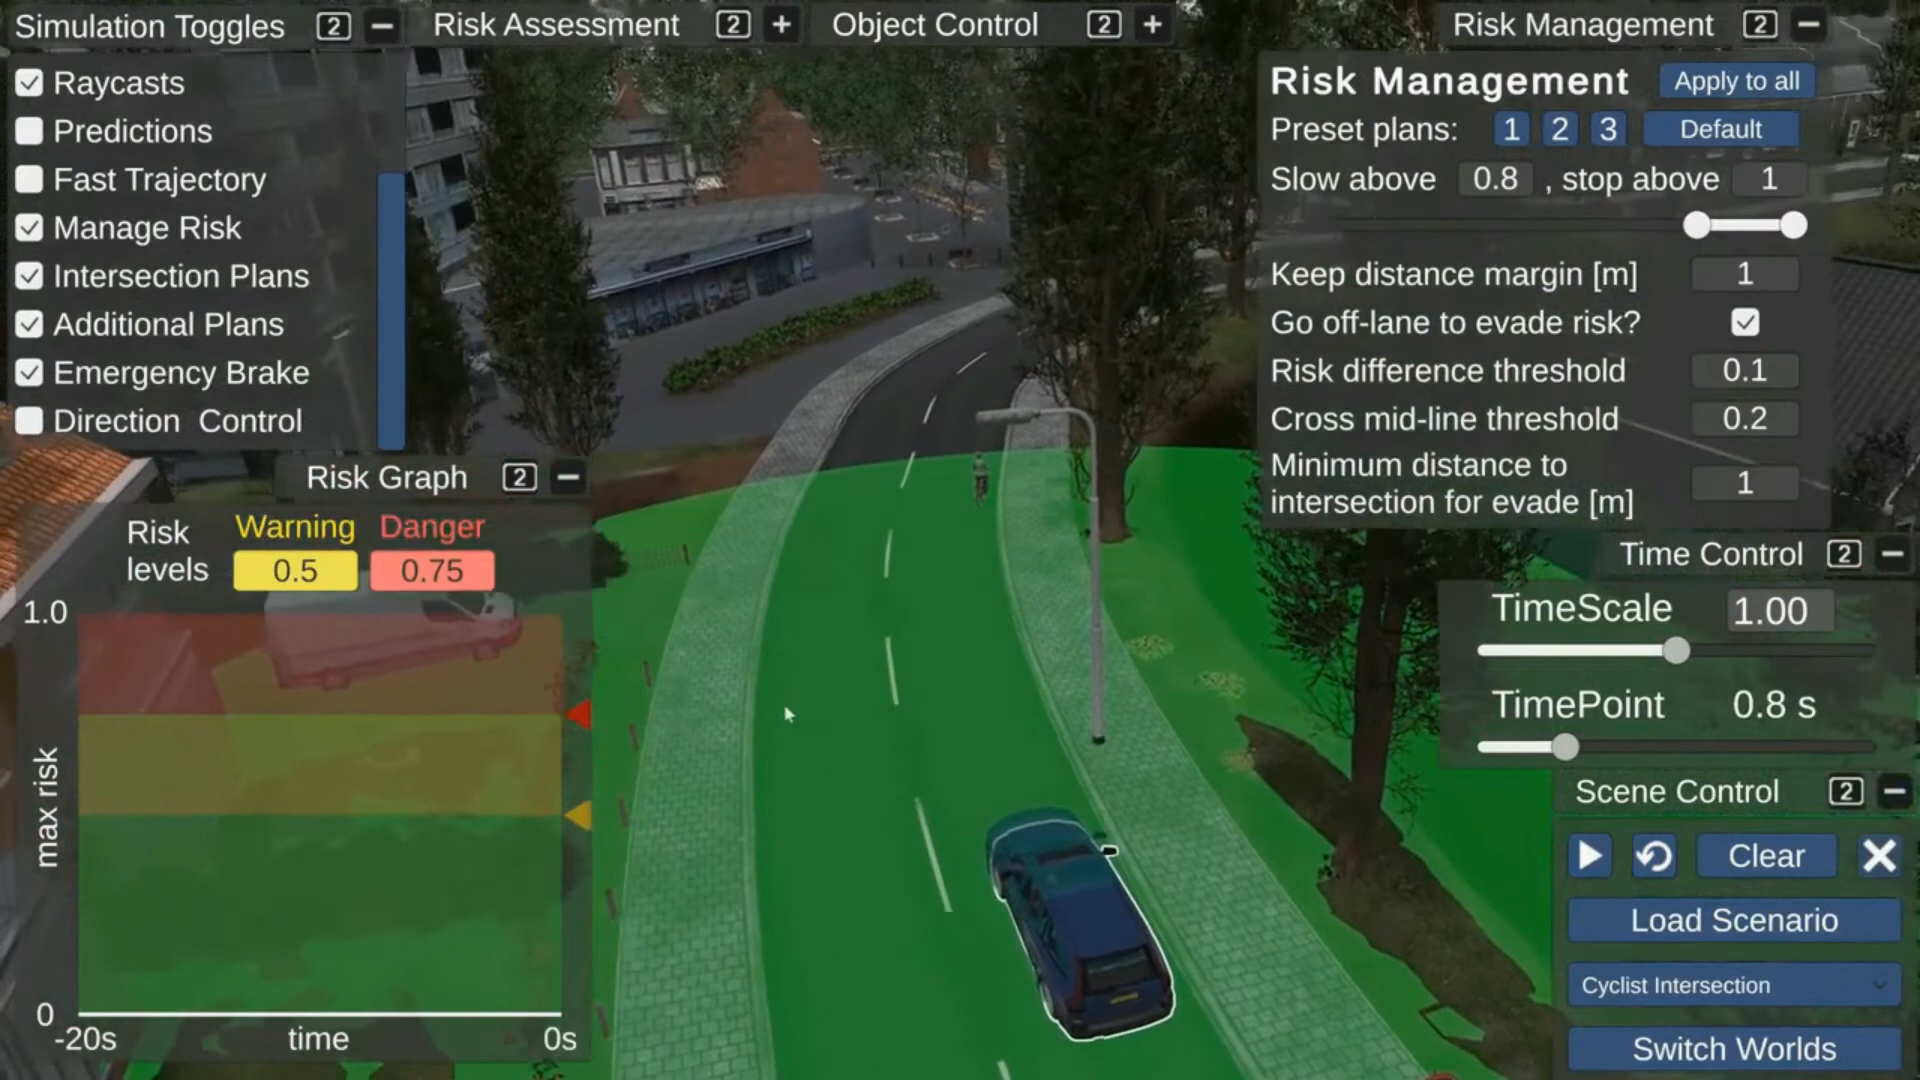 Simulation Toggles 2
Risk Assessment 2 +
Object Control 2 +
Risk Management 2
Raycasts
Predictions
Fast Trajectory
Manage Risk
Intersection Plans
Additional Plans
Emergency Brake
Direction Control
Risk Management Apply to all
Preset plans: 1 2 3 Default
Slow above 0.8 , stop above 1
Keep distance margin [m] 1
Go off-lane to evade risk?
Risk difference threshold 0.1
Cross mid-line threshold 0.2
Minimum distance to
intersection for evade [m] 1
Risk Graph 2
Risk
levels
Warning Danger
0.5 0.75
1.0
max risk
0
-20s time 0s
Time Control 2
TimeScale 1.00
TimePoint 0.8 s
Scene Control 2
Clear
Load Scenario
Cyclist Intersection
Switch Worlds